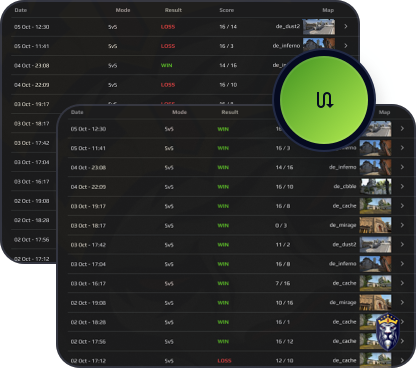 Date Mode Result Score Map
05 Oct - 12:30 5v5 LOSS 16 / 14 de_dust2
05 Oct - 11:41 5v5 LOSS 16 / 3 de_inferno
04 Oct - 23:08 5v5 WIN 14 / 16
04 Oct - 22:09 5v5 LOSS 16 / 10
03 Oct - 19:17 5v5 LOSS 16 / 8
03 Oct - 18:17
03 Oct - 17:42
03 Oct - 17:04
03 Oct - 16:17
02 Oct - 19:08
02 Oct - 18:28
02 Oct - 17:56
02 Oct - 17:12
Date Mode Result Map
05 Oct - 12:30 5v5 WIN 16
05 Oct - 11:41 5v5 WIN 16 / 3
04 Oct - 23:08 5v5 WIN 14 / 16 de_inferno
04 Oct - 22:09 5v5 WIN 16 / 10 de_cbble
03 Oct - 19:17 5v5 WIN 16 / 8 de_cache
03 Oct - 18:17 5v5 WIN 0 / 3 de_mirage
03 Oct - 17:42 5v5 WIN 11 / 2 de_dust2
03 Oct - 17:04 5v5 WIN 16 / 8 de_inferno
03 Oct - 16:17 5v5 WIN 7 / 16 de_cache
02 Oct - 19:08 5v5 WIN 10 / 16 de_mirage
02 Oct - 18:28 5v5 WIN 16 / 1 de_cache
02 Oct - 17:56 5v5 WIN 16 / 12 de_cache
02 Oct - 17:12 5v5 LOSS 12 / 10 de_cache